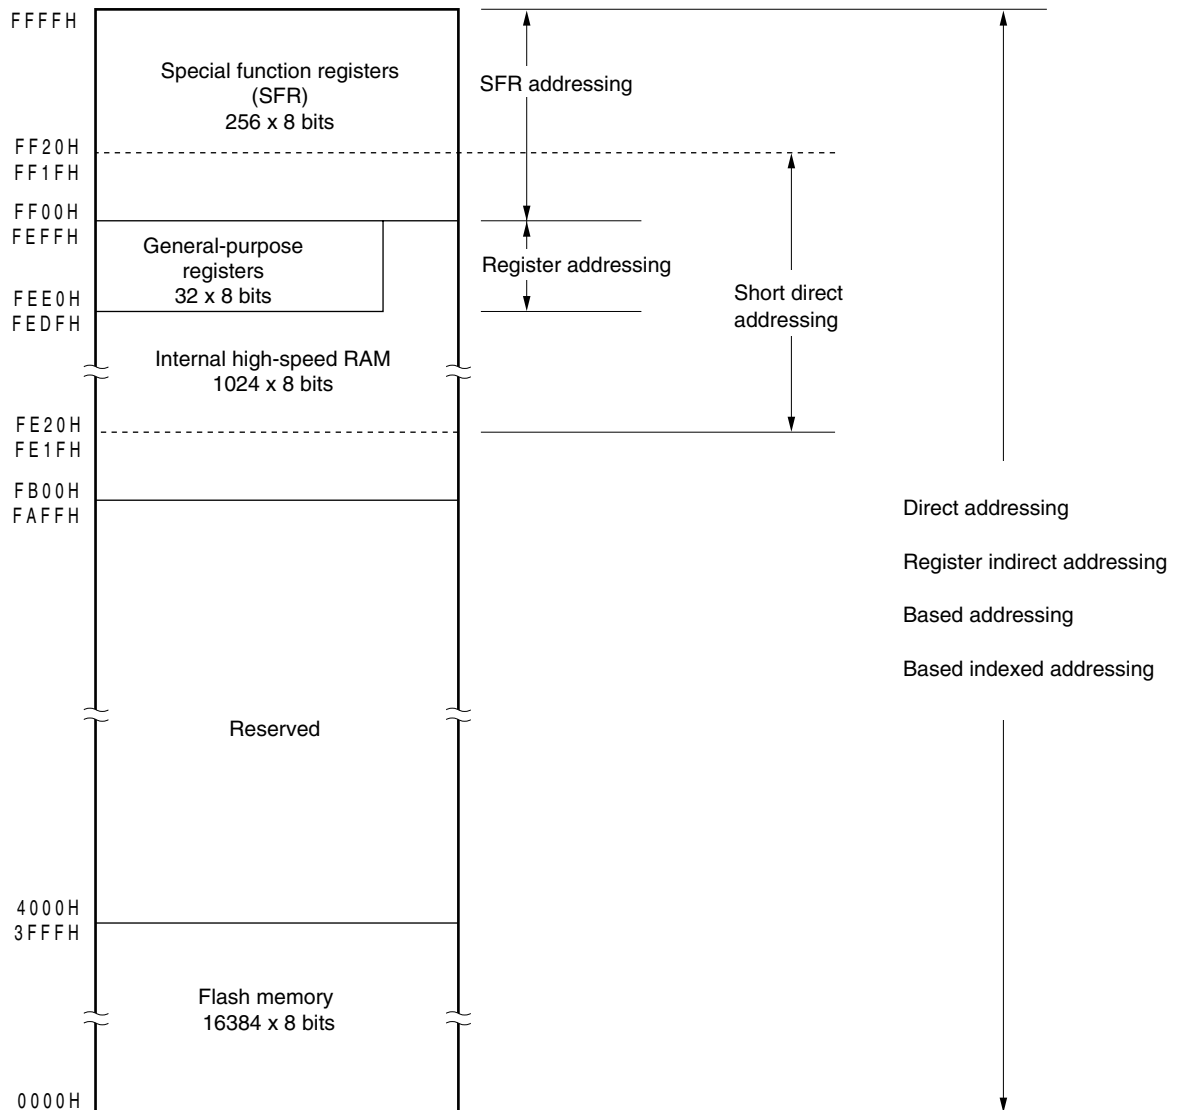 FFFFH
Special function registers
(SFR)
256 x 8 bits
SFR addressing
FF20H
FF1FH
FF00H
FEFFH
General-purpose
registers
32 x 8 bits
Register addressing
Short direct
addressing
FEE0H
FEDFH
Internal high-speed RAM
1024 x 8 bits
FE20H
FE1FH
FB00H
FAFFH
Direct addressing
Register indirect addressing
Based addressing
Based indexed addressing
Reserved
4000H
3FFFH
Flash memory
16384 x 8 bits
0000H